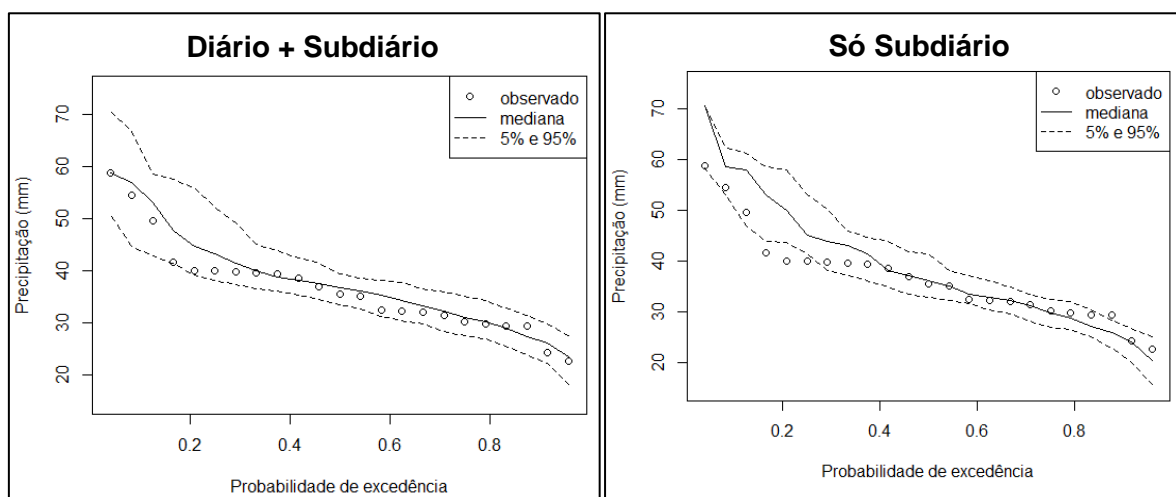 Diário + Subdiário
observado
mediana
5% e 95%
Precipitação (mm)
70
60
50
40
30
20
0.2
0.4
0.6
0.8
Probabilidade de excedência
Só Subdiário
observado
mediana
5% e 95%
Precipitação (mm)
70
60
50
40
30
20
0.2
0.4
0.6
0.8
Probabilidade de excedência